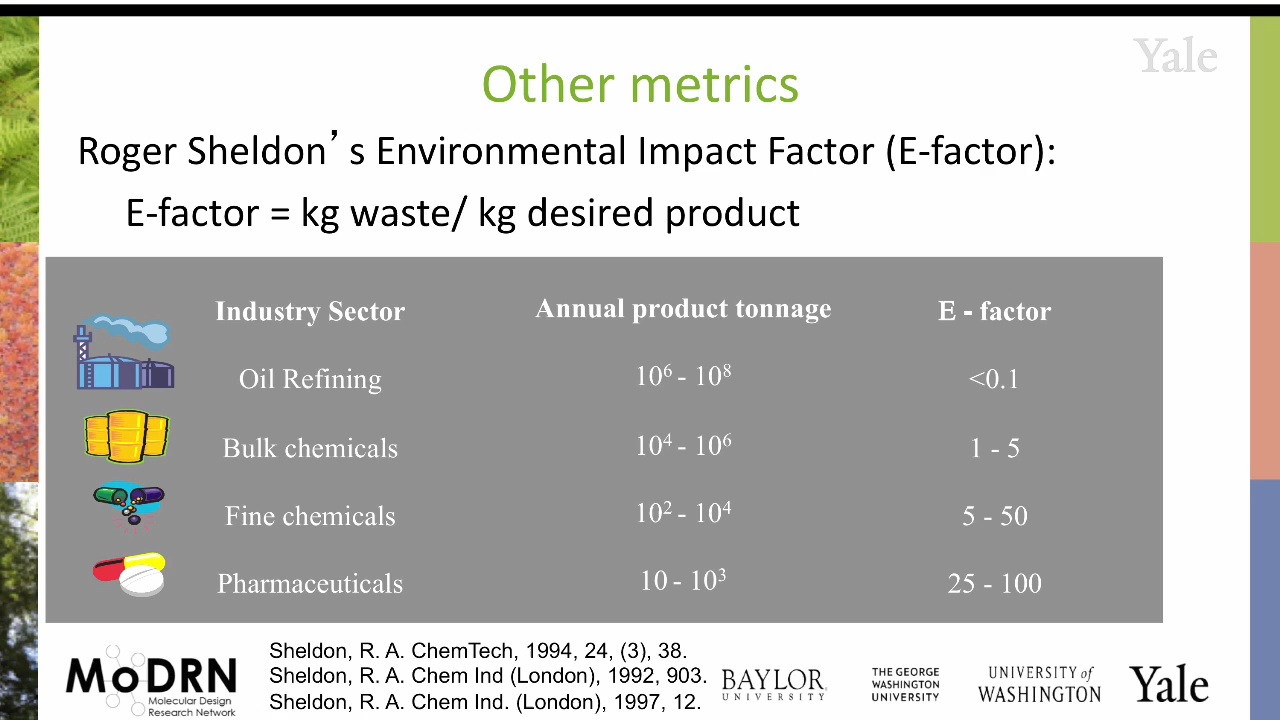 Yale
Other metrics
Roger Sheldon’s Environmental Impact Factor (E-factor):
E-factor = kg waste/ kg desired product
Industry Sector Annual product tonnage E - factor
Oil Refining 10⁶ - 10⁸ <0.1
Bulk chemicals 10⁴ - 10⁶ 1 - 5
Fine chemicals 10² - 10⁴ 5 - 50
Pharmaceuticals 10 - 10³ 25 - 100
Sheldon, R. A. ChemTech, 1994, 24, (3), 38.
Sheldon, R. A. Chem Ind (London), 1992, 903.
Sheldon, R. A. Chem Ind. (London), 1997, 12.
MoDRN
Molecular Design
Research Network
BAYLOR
UNIVERSITY
THE GEORGE
WASHINGTON
UNIVERSITY
UNIVERSITY of
WASHINGTON
Yale